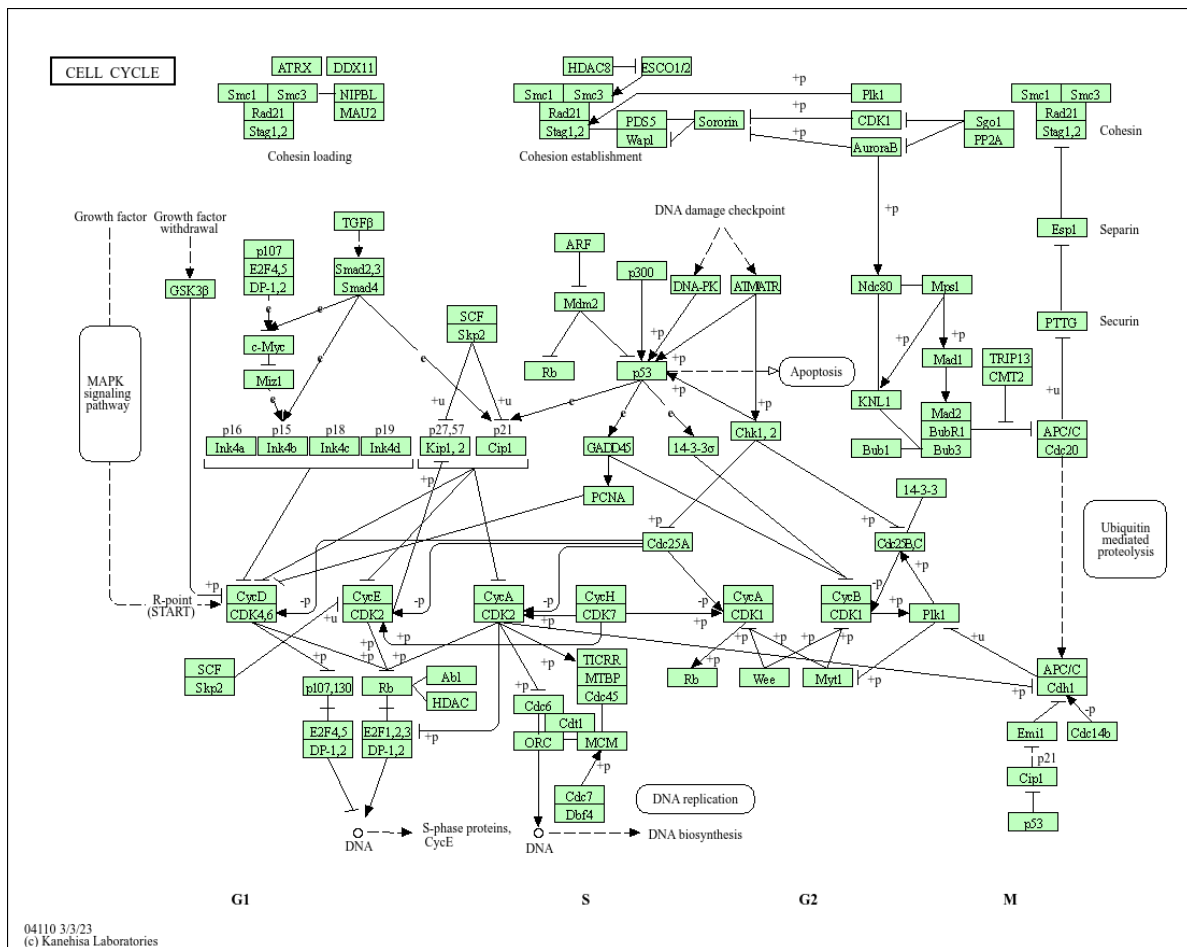 CELL CYCLE
ATRX DDX11
Smc1 Smc3 NIPBL
Rad21 MAU2
Stag1,2
Cohesin loading
HDAC8 ESCO1/2
Smc1 Smc3
Rad21
Stag1,2
PDS5
Wapl
Sororin
Cohesion establishment
+p
Plk1
+p
CDK1
+p
AuroraB
Sgo1
PP2A
Smc1 Smc3
Rad21
Stag1,2
Cohesin
+p
Growth factor
Growth factor
withdrawal
GSK3β
TGFβ
p107
E2F4,5
DP-1,2
Smad2,3
Smad4
e
e
e
e
c-Myc
Miz1
e
SCF
Skp2
+u
+u
DNA damage checkpoint
ARF
Mdm2
Rb
p300
DNA-PK
ATM/ATR
+p
+p
p53
Apoptosis
+p
+p
e
e
e
Chk1, 2
GADD45
14-3-3σ
PCNA
Ndc80
Mps1
+p
+p
Mad1
TRIP13
CMT2
KNL1
Mad2
BubR1
Bub1
Bub3
Esp1
Separin
PTTG
Securin
+u
APC/C
Cdc20
MAPK
signaling
pathway
p16
Ink4a
p15
Ink4b
p18
Ink4c
p19
Ink4d
p27,57
Kip1, 2
p21
Cip1
+p
14-3-3
+p
Cdc25A
+p
Cdc25B,C
Ubiquitin
mediated
proteolysis
R-point
(START)
+p
CycD
CDK4,6
-p
CycE
CDK2
-p
CycA
CDK2
-p
CycH
CDK7
-p
+p
CycA
CDK1
-p
CycB
CDK1
-p
+p
+p
Plk1
+u
+u
+p
+p
+p
+p
+p
+p
+p
SCF
Skp2
p107,130
Rb
Abl
HDAC
+p
+p
TICRR
MTBP
Cdc45
+p
Rb
Wee
+p
+p
Myt1
+p
+p
APC/C
Cdh1
E2F4,5
DP-1,2
E2F1,2,3
DP-1,2
+p
Cdc6
Cdt1
ORC
MCM
+p
Cdc7
Dbf4
Emi1
-p
Cdc14b
p21
Cip1
p53
DNA replication
DNA
S-phase proteins,
CycE
DNA
DNA biosynthesis
G1 S G2 M
04110 3/3/23
(c) Kanehisa Laboratories